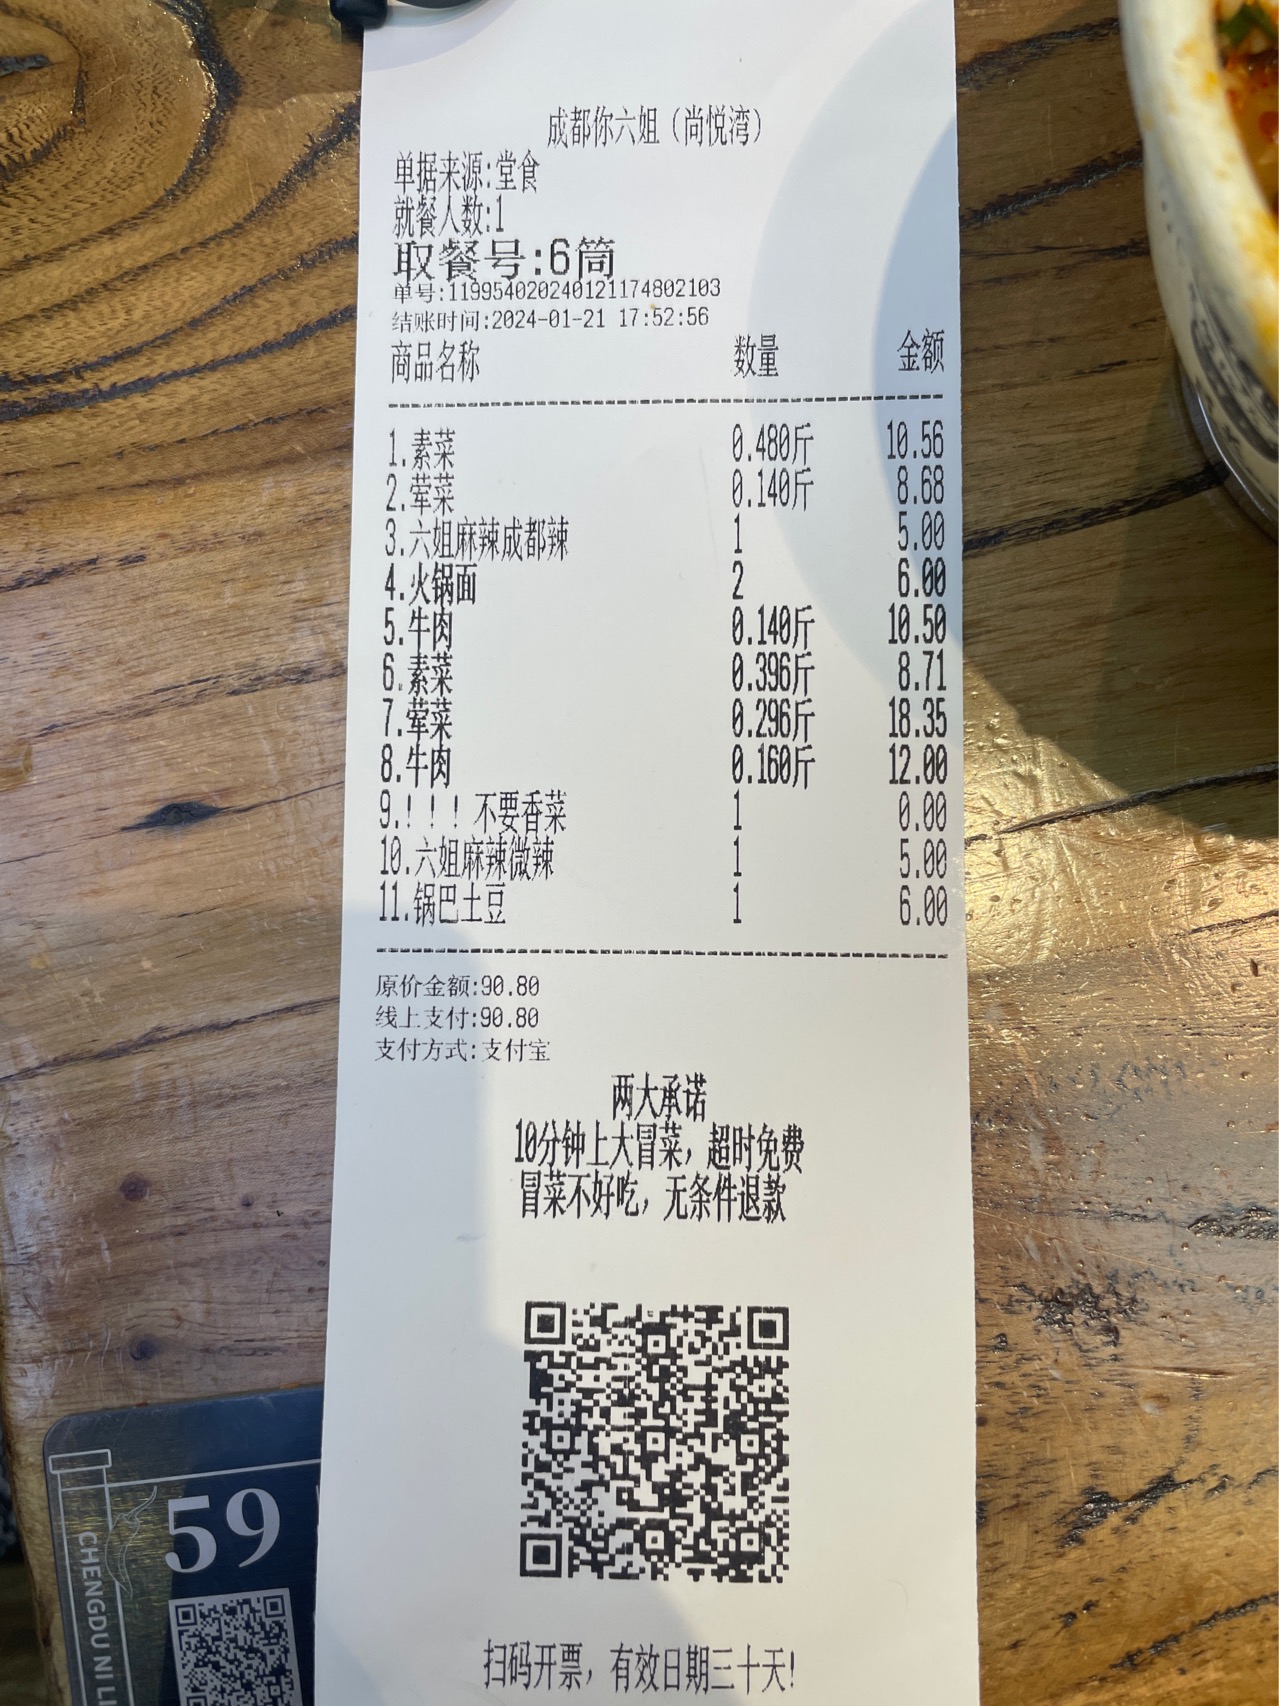 成都你六姐（尚悦湾）
单据来源:堂食
就餐人数:1
取餐号:6筒
单号:119954020240121174802103
结账时间:2024-01-21 17:52:56
商品名称 数量 金额
1.素菜 0.480斤 10.56
2.荤菜 0.140斤 8.68
3.六姐麻辣成都辣 1 5.00
4.火锅面 2 6.00
5.牛肉 0.140斤 10.50
6.素菜 0.396斤 8.71
7.荤菜 0.296斤 18.35
8.牛肉 0.160斤 12.00
9.！！！不要香菜 1 0.00
10.六姐麻辣微辣 1 5.00
11.锅巴土豆 1 6.00
原价金额:90.80
线上支付:90.80
支付方式:支付宝
两大承诺
10分钟上大冒菜，超时免费
冒菜不好吃，无条件退款
扫码开票，有效日期三十天!
59
CHENGDU NI LI